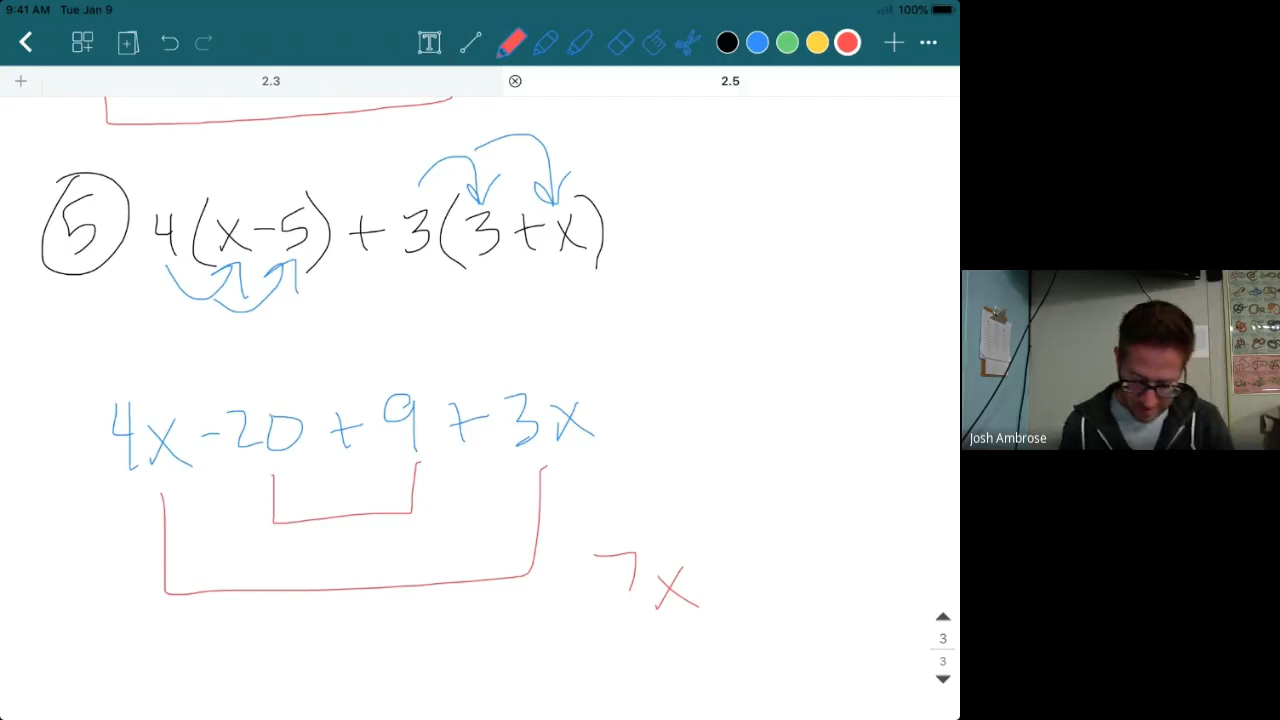 9:41 AM Tue Jan 9
100%
2.3
2.5
5 4(x-5) + 3(3+x)
4x - 20 + 9 + 3x
7x
3
3
Josh Ambrose